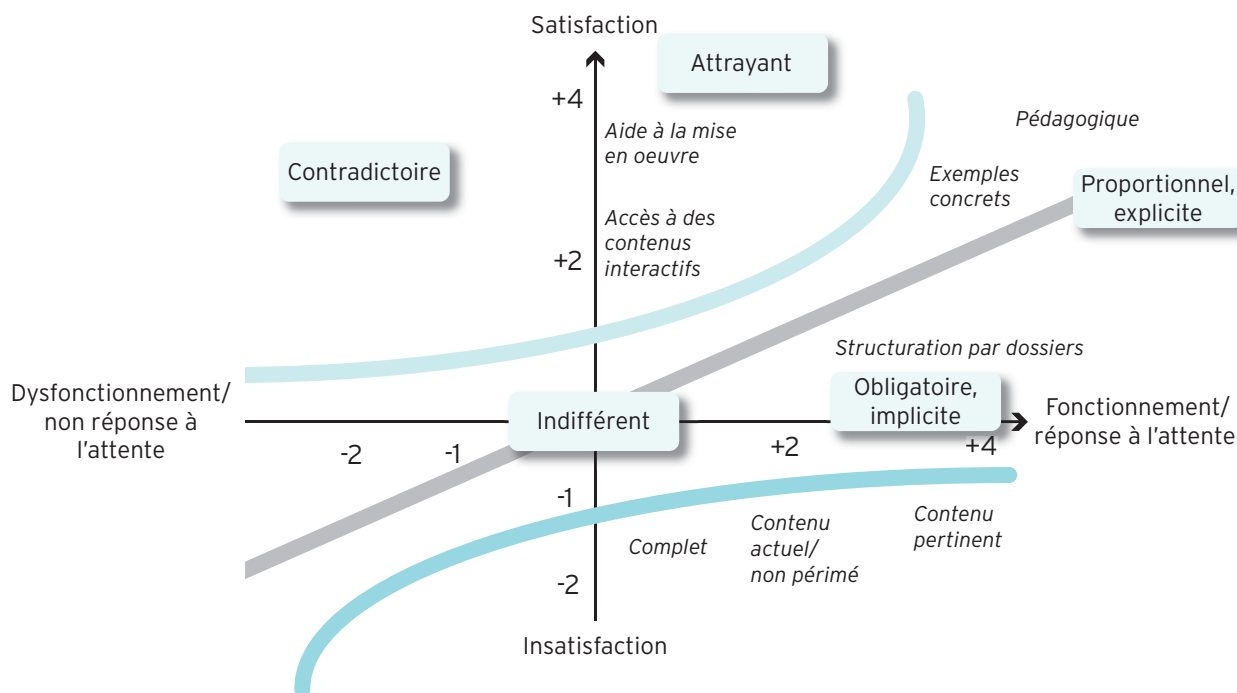 Satisfaction
Attrayant
+4
Aide à la mise
en oeuvre
Pédagogique
Contradictoire
Exemples
concrets
Proportionnel,
explicite
Accès à des
contenus
interactifs
+2
Structuration par dossiers
Dysfonctionnement/
non réponse à
l'attente
Indifférent
Obligatoire,
implicite
Fonctionnement/
réponse à l'attente
-2
-1
+2
+4
-1
Complet
Contenu
actuel/
non périmé
Contenu
pertinent
-2
Insatisfaction